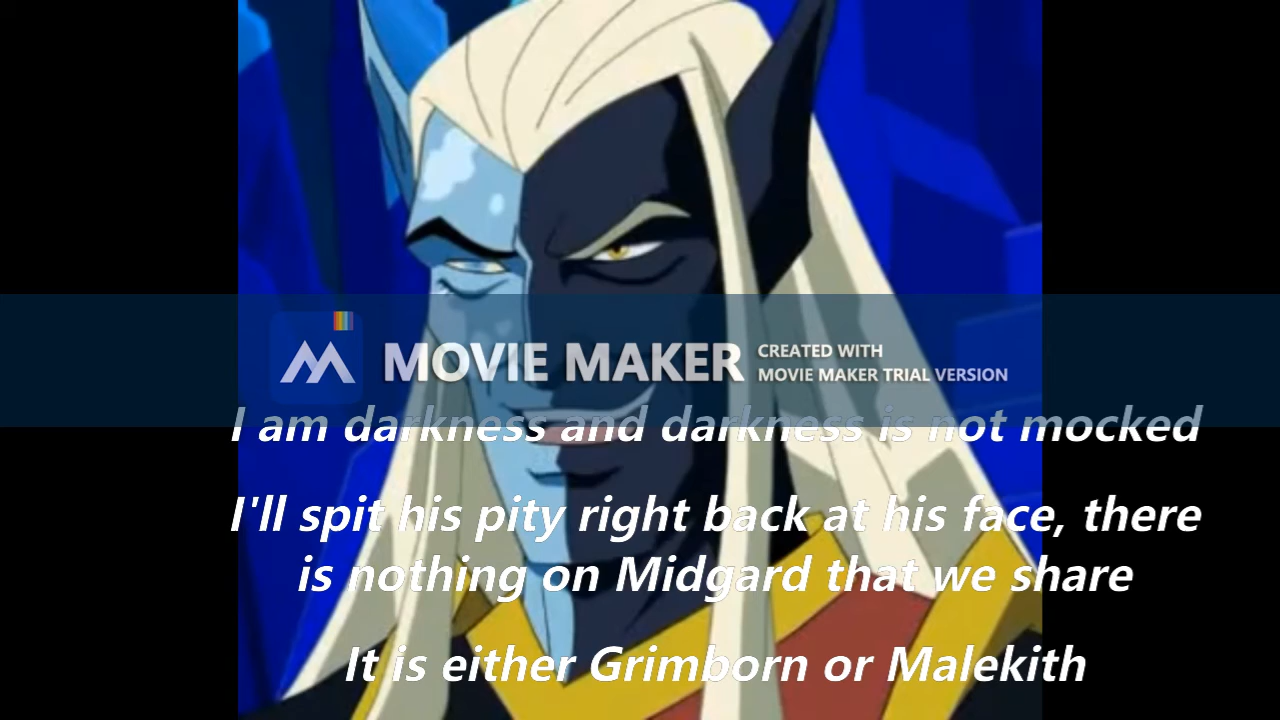 MOVIE MAKER
CREATED WITH
MOVIE MAKER TRIAL VERSION
I am darkness and darkness is not mocked
I'll spit his pity right back at his face, there
is nothing on Midgard that we share
It is either Grimborn or Malekith